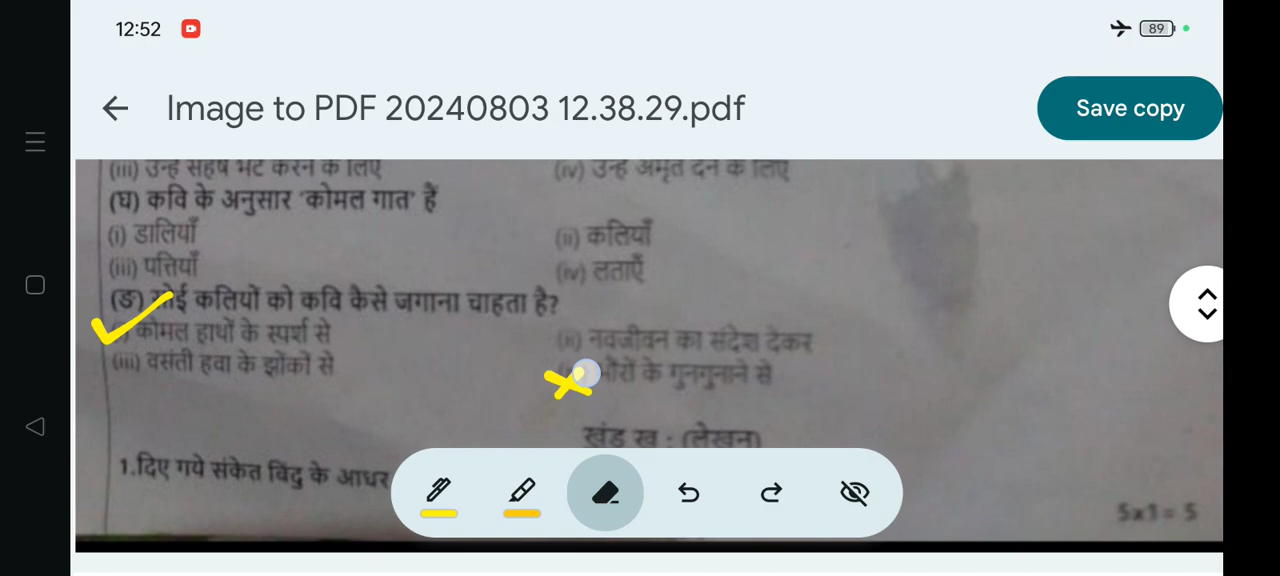 12:52
89
Image to PDF 20240803 12.38.29.pdf
Save copy
(iii) उन्हें सहर्ष भेंट करने के लिए
(iv) उन्हें अमृत देने के लिए
(घ) कवि के अनुसार 'कोमल गात' हैं
(i) डालियाँ
(ii) कलियाँ
(iii) पत्तियाँ
(iv) लताएँ
(ङ) सोई कलियों को कवि कैसे जगाना चाहता है?
कोमल हाथों के स्पर्श से
(ii) नवजीवन का संदेश देकर
(iii) वसंती हवा के झोंकों से
भौरों के गुनगुनाने से
खंड ख : (लेखन)
1.दिए गये संकेत बिंदु के आधर
5x1= 5